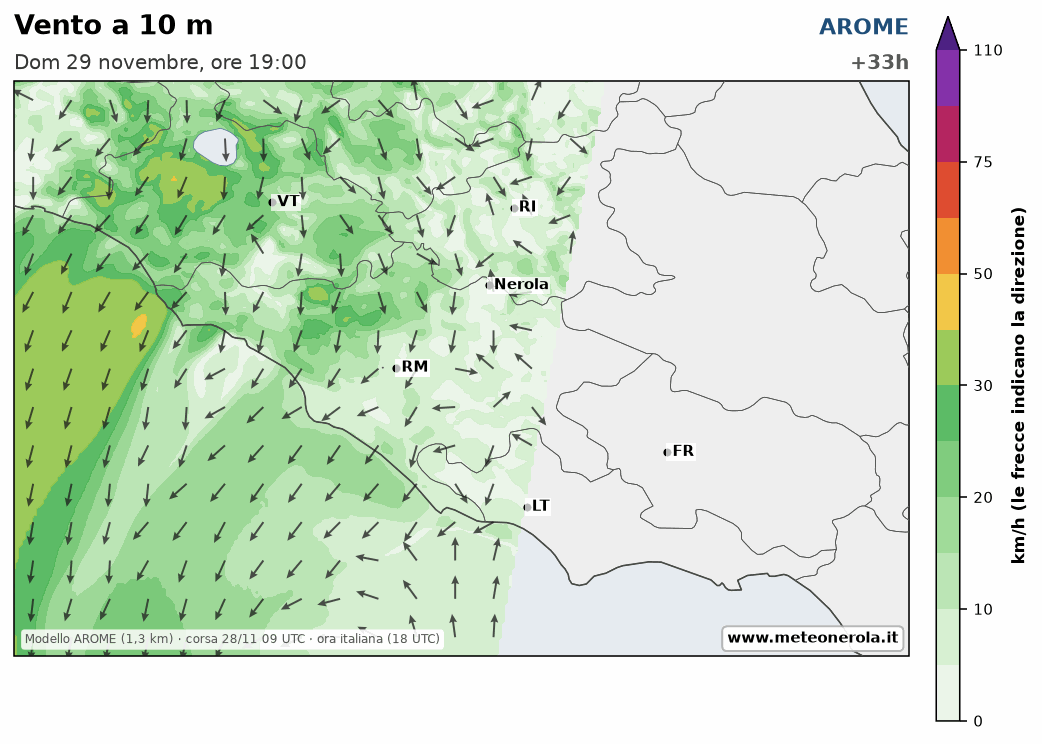 Vento a 10 m
AROME
Dom 29 novembre, ore 19:00
+33h
VT
RI
Nerola
RM
FR
LT
Modello AROME (1,3 km) · corsa 28/11 09 UTC · ora italiana (18 UTC)
www.meteonerola.it
110
75
50
30
20
10
0
km/h (le frecce indicano la direzione)